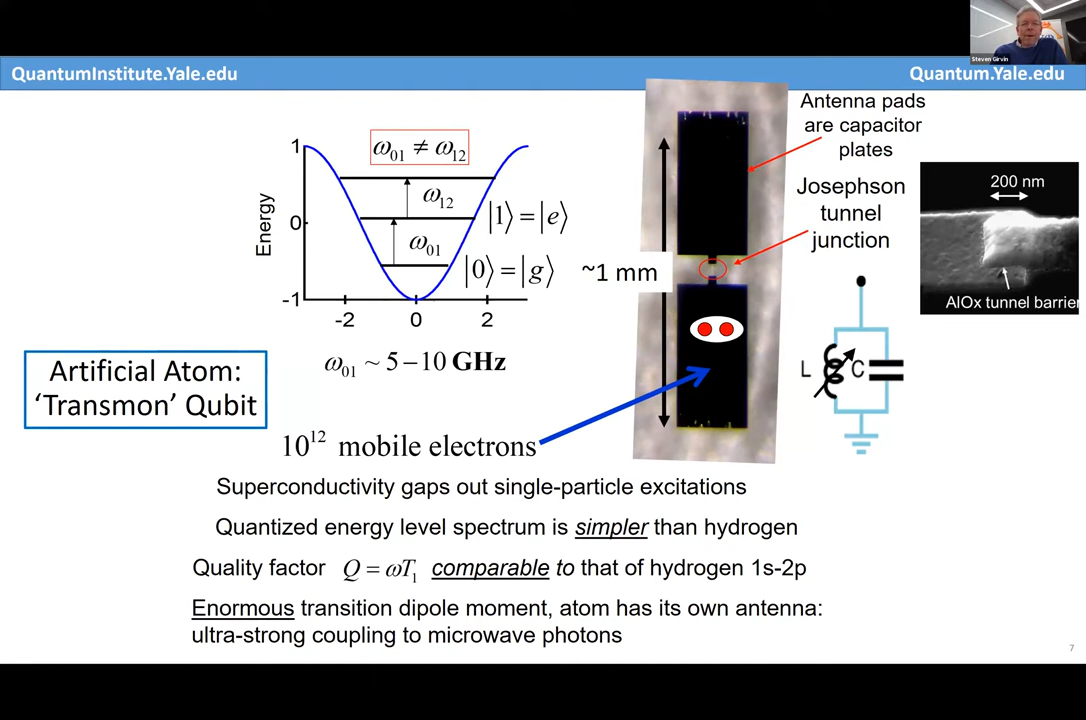 Steven Girvin
QuantumInstitute.Yale.edu
Quantum.Yale.edu
ω₀₁ ≠ ω₁₂
1
0
-1
Energy
-2
0
2
ω₁₂
|1⟩ = |e⟩
ω₀₁
|0⟩ = |g⟩
~1 mm
Antenna pads
are capacitor
plates
Josephson
tunnel
junction
200 nm
AlOx tunnel barrier
L
C
ω₀₁ ~ 5 – 10 GHz
Artificial Atom:
‘Transmon’ Qubit
10¹² mobile electrons
Superconductivity gaps out single-particle excitations
Quantized energy level spectrum is simpler than hydrogen
Quality factor Q = ωT₁ comparable to that of hydrogen 1s-2p
Enormous transition dipole moment, atom has its own antenna:
ultra-strong coupling to microwave photons
7